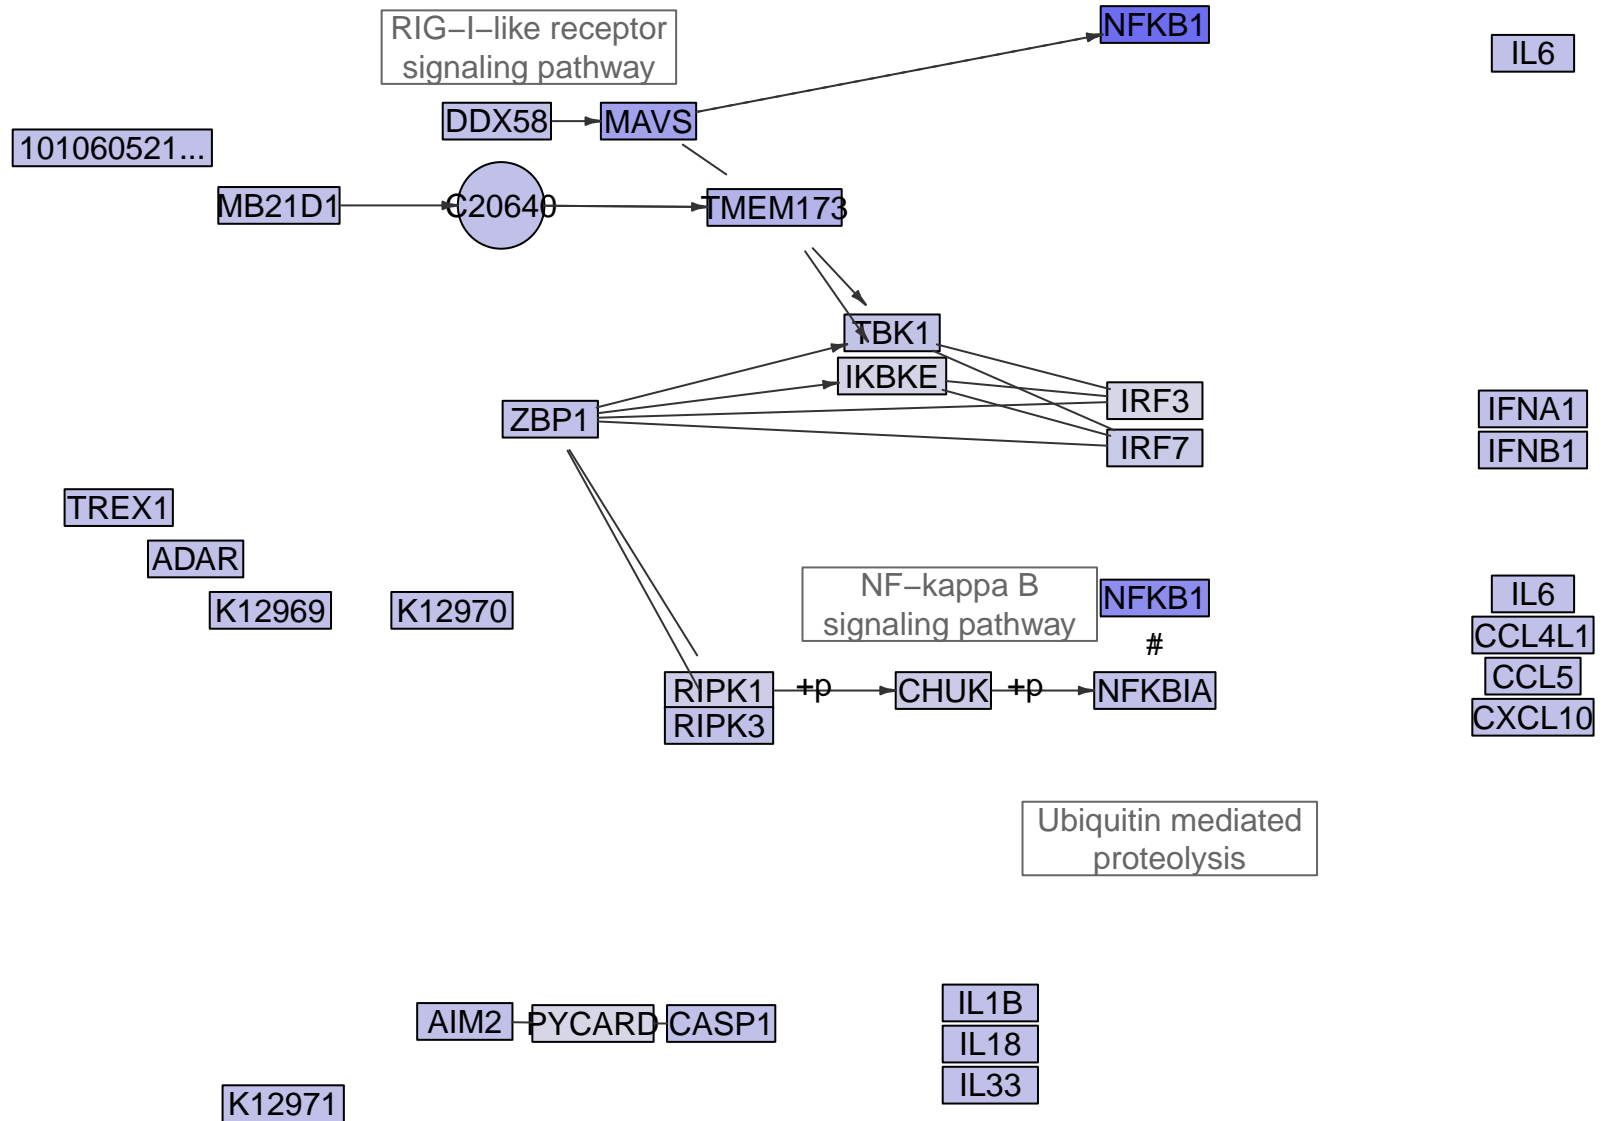 RIG−I−like receptor
signaling pathway
NFKB1
IL6
DDX58
MAVS
101060521...
MB21D1
C20640
TMEM173
TBK1
IKBKE
IRF3
ZBP1
IRF7
IFNA1
IFNB1
TREX1
ADAR
K12969
K12970
NF−kappa B
signaling pathway
NFKB1
#
IL6
CCL4L1
CCL5
CXCL10
RIPK1
+p
CHUK
+p
NFKBIA
RIPK3
Ubiquitin mediated
proteolysis
AIM2
PYCARD
CASP1
IL1B
IL18
IL33
K12971